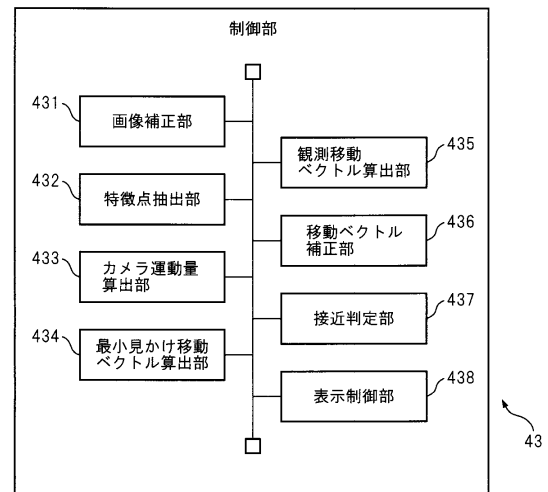 制御部
431
画像補正部
432
特徴点抽出部
433
カメラ運動量
算出部
434
最小見かけ移動
ベクトル算出部
435
観測移動
ベクトル算出部
436
移動ベクトル
補正部
437
接近判定部
438
表示制御部
43